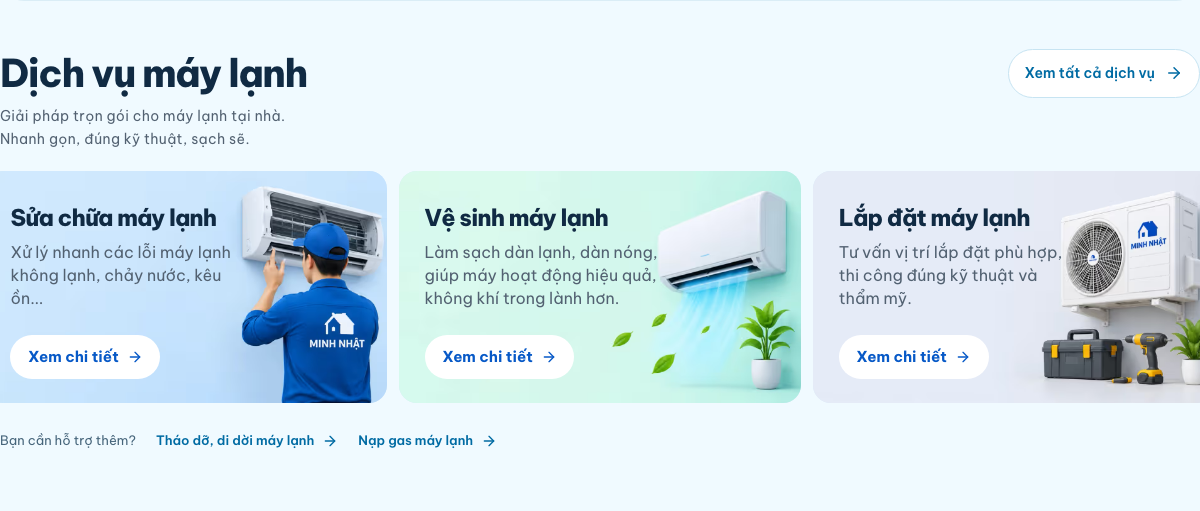 Dịch vụ máy lạnh
Xem tất cả dịch vụ
Giải pháp trọn gói cho máy lạnh tại nhà.
Nhanh gọn, đúng kỹ thuật, sạch sẽ.
Sửa chữa máy lạnh
Xử lý nhanh các lỗi máy lạnh
không lạnh, chảy nước, kêu
ồn...
Xem chi tiết
MINH NHẬT
Vệ sinh máy lạnh
Làm sạch dàn lạnh, dàn nóng,
giúp máy hoạt động hiệu quả,
không khí trong lành hơn.
Xem chi tiết
Lắp đặt máy lạnh
Tư vấn vị trí lắp đặt phù hợp,
thi công đúng kỹ thuật và
thẩm mỹ.
Xem chi tiết
MINH NHẬT
Bạn cần hỗ trợ thêm?
Tháo dỡ, di dời máy lạnh
Nạp gas máy lạnh